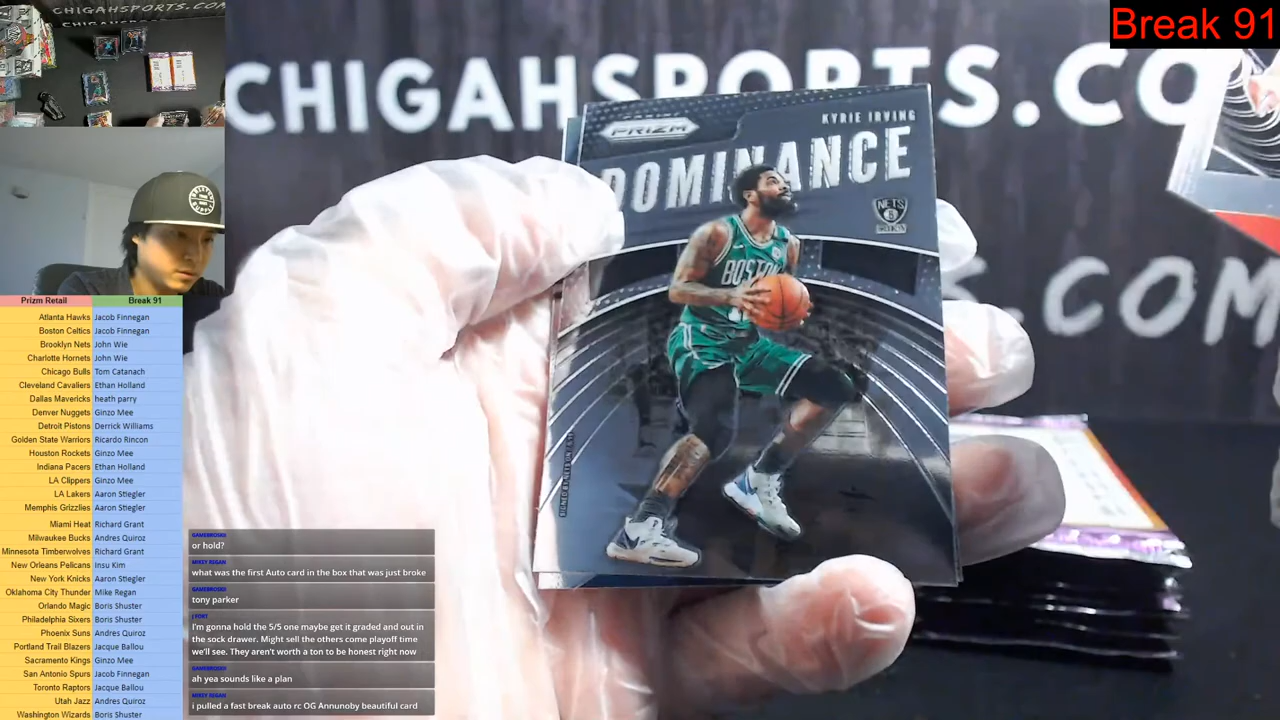 CHIGAHSPORTS.CO
Break 91
CHIGAHSPORTS.CO
S.COM
PRIZM
KYRIE IRVING
DOMINANCE
NETS
B
BOSTON
Prizm Retail Break 91
Atlanta Hawks Jacob Finnegan
Boston Celtics Jacob Finnegan
Brooklyn Nets John Wie
Charlotte Hornets John Wie
Chicago Bulls Tom Catanach
Cleveland Cavaliers Ethan Holland
Dallas Mavericks heath parry
Denver Nuggets Ginzo Mee
Detroit Pistons Derrick Williams
Golden State Warriors Ricardo Rincon
Houston Rockets Ginzo Mee
Indiana Pacers Ethan Holland
LA Clippers Ginzo Mee
LA Lakers Aaron Stiegler
Memphis Grizzlies Aaron Stiegler
Miami Heat Richard Grant
Milwaukee Bucks Andres Quiroz
Minnesota Timberwolves Richard Grant
New Orleans Pelicans Insu Kim
New York Knicks Aaron Stiegler
Oklahoma City Thunder Mike Regan
Orlando Magic Boris Shuster
Philadelphia Sixers Boris Shuster
Phoenix Suns Andres Quiroz
Portland Trail Blazers Jacque Ballou
Sacramento Kings Ginzo Mee
San Antonio Spurs Jacob Finnegan
Toronto Raptors Jacque Ballou
Utah Jazz Andres Quiroz
Washington Wizards Boris Shuster
or hold?
what was the first Auto card in the box that was just broke
tony parker
I'm gonna hold the 5/5 one maybe get it graded and out in
the sock drawer. Might sell the others come playoff time
we'll see. They aren't worth a ton to be honest right now
ah yea sounds like a plan
i pulled a fast break auto rc OG Annunoby beautiful card